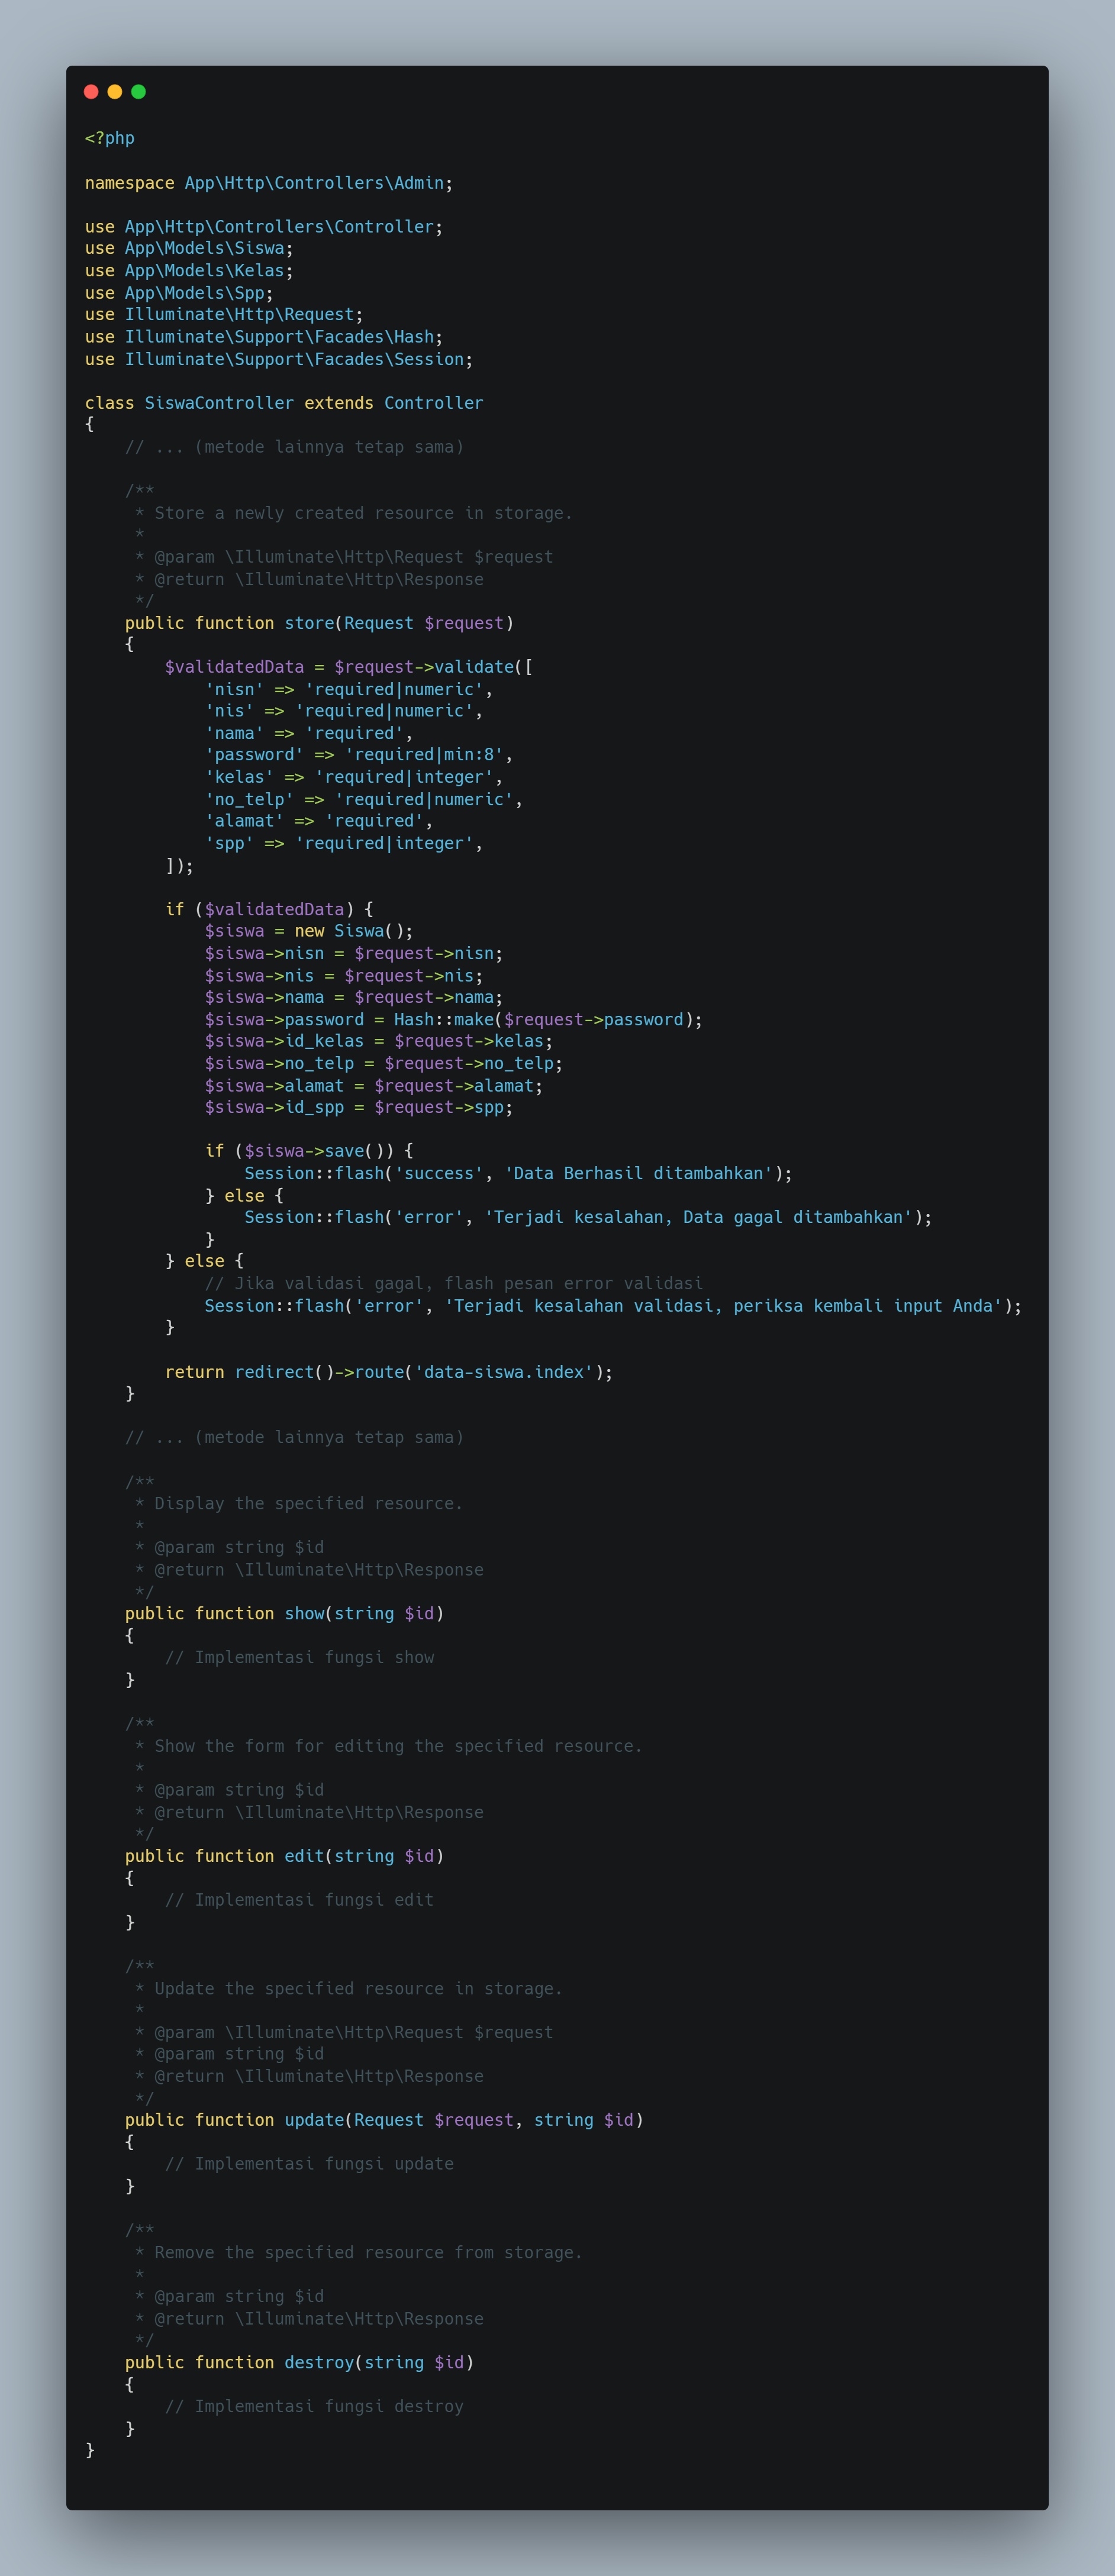 <?php

namespace App\Http\Controllers\Admin;

use App\Http\Controllers\Controller;
use App\Models\Siswa;
use App\Models\Kelas;
use App\Models\Spp;
use Illuminate\Http\Request;
use Illuminate\Support\Facades\Hash;
use Illuminate\Support\Facades\Session;

class SiswaController extends Controller
{
    // ... (metode lainnya tetap sama)

    /**
     * Store a newly created resource in storage.
     *
     * @param \Illuminate\Http\Request $request
     * @return \Illuminate\Http\Response
     */
    public function store(Request $request)
    {
        $validatedData = $request->validate([
            'nisn' => 'required|numeric',
            'nis' => 'required|numeric',
            'nama' => 'required',
            'password' => 'required|min:8',
            'kelas' => 'required|integer',
            'no_telp' => 'required|numeric',
            'alamat' => 'required',
            'spp' => 'required|integer',
        ]);

        if ($validatedData) {
            $siswa = new Siswa();
            $siswa->nisn = $request->nisn;
            $siswa->nis = $request->nis;
            $siswa->nama = $request->nama;
            $siswa->password = Hash::make($request->password);
            $siswa->id_kelas = $request->kelas;
            $siswa->no_telp = $request->no_telp;
            $siswa->alamat = $request->alamat;
            $siswa->id_spp = $request->spp;

            if ($siswa->save()) {
                Session::flash('success', 'Data Berhasil ditambahkan');
            } else {
                Session::flash('error', 'Terjadi kesalahan, Data gagal ditambahkan');
            }
        } else {
            // Jika validasi gagal, flash pesan error validasi
            Session::flash('error', 'Terjadi kesalahan validasi, periksa kembali input Anda');
        }

        return redirect()->route('data-siswa.index');
    }

    // ... (metode lainnya tetap sama)

    /**
     * Display the specified resource.
     *
     * @param string $id
     * @return \Illuminate\Http\Response
     */
    public function show(string $id)
    {
        // Implementasi fungsi show
    }

    /**
     * Show the form for editing the specified resource.
     *
     * @param string $id
     * @return \Illuminate\Http\Response
     */
    public function edit(string $id)
    {
        // Implementasi fungsi edit
    }

    /**
     * Update the specified resource in storage.
     *
     * @param \Illuminate\Http\Request $request
     * @param string $id
     * @return \Illuminate\Http\Response
     */
    public function update(Request $request, string $id)
    {
        // Implementasi fungsi update
    }

    /**
     * Remove the specified resource from storage.
     *
     * @param string $id
     * @return \Illuminate\Http\Response
     */
    public function destroy(string $id)
    {
        // Implementasi fungsi destroy
    }
}